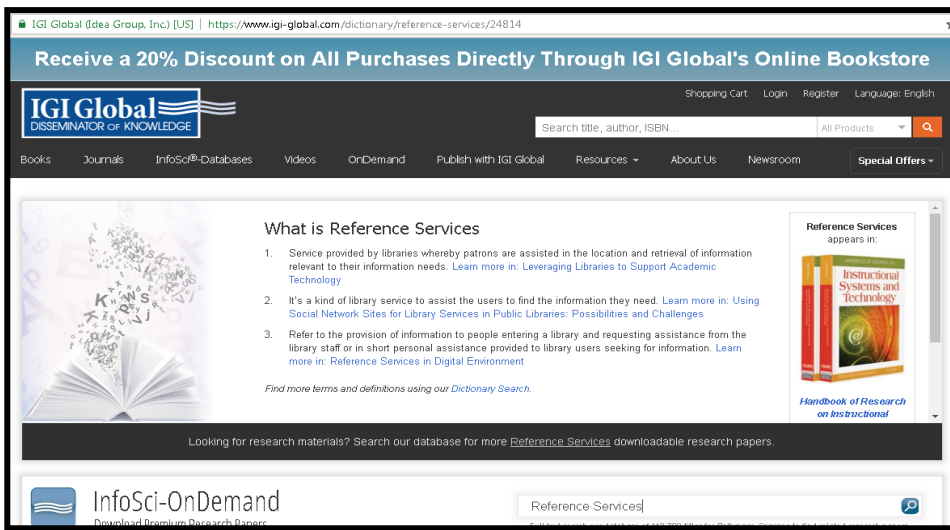 IGI Global (Idea Group, Inc.) [US] | https://www.igi-global.com/dictionary/reference-services/24814
Receive a 20% Discount on All Purchases Directly Through IGI Global's Online Bookstore
Shopping Cart Login Register Language: English
IGI Global
DISSEMINATOR OF KNOWLEDGE
Search title, author, ISBN... All Products
Books Journals InfoSci®-Databases Videos OnDemand Publish with IGI Global Resources About Us Newsroom Special Offers
What is Reference Services
1. Service provided by libraries whereby patrons are assisted in the location and retrieval of information
relevant to their information needs. Learn more in: Leveraging Libraries to Support Academic
Technology
2. It's a kind of library service to assist the users to find the information they need. Learn more in: Using
Social Network Sites for Library Services in Public Libraries: Possibilities and Challenges
3. Refer to the provision of information to people entering a library and requesting assistance from the
library staff or in short personal assistance provided to library users seeking for information. Learn
more in: Reference Services in Digital Environment
Find more terms and definitions using our Dictionary Search.
Reference Services
appears in:
Instructional
Systems and
Technology
Handbook of Research
on Instructional
Looking for research materials? Search our database for more Reference Services downloadable research papers.
InfoSci-OnDemand
Download Premium Research Papers
Reference Services